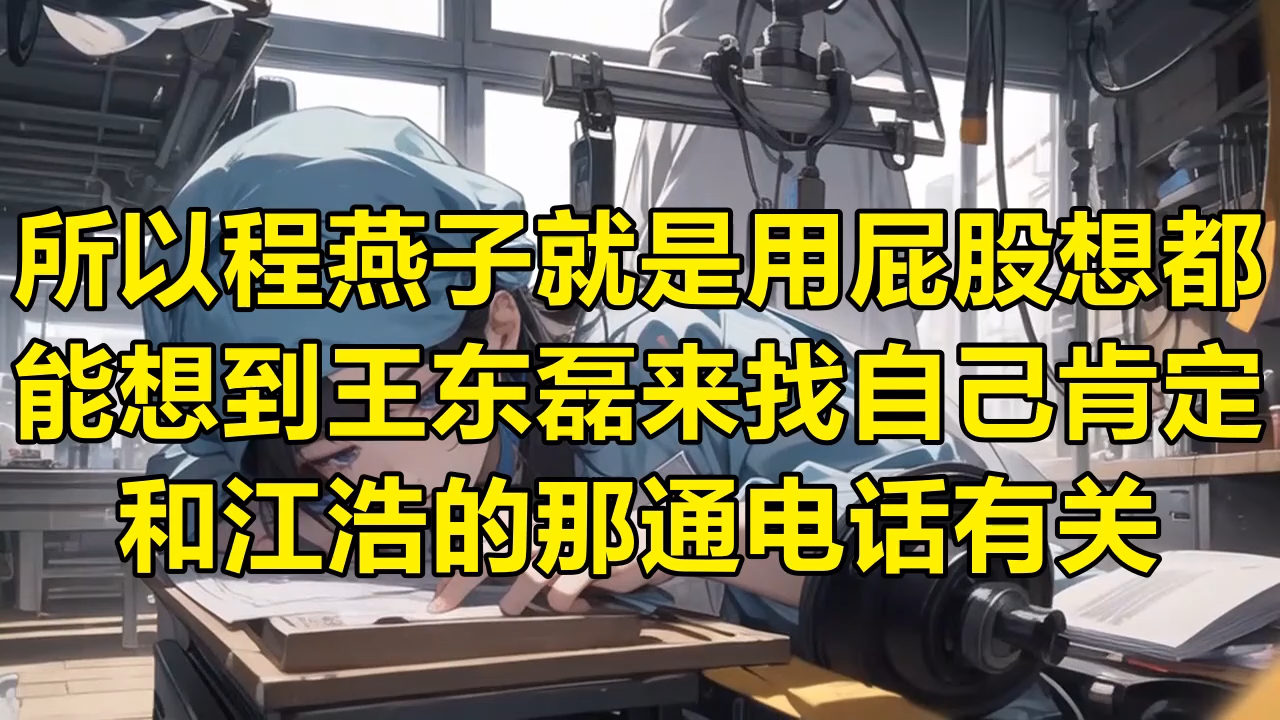 所以程燕子就是用屁股想都
能想到王东磊来找自己肯定
和江浩的那通电话有关